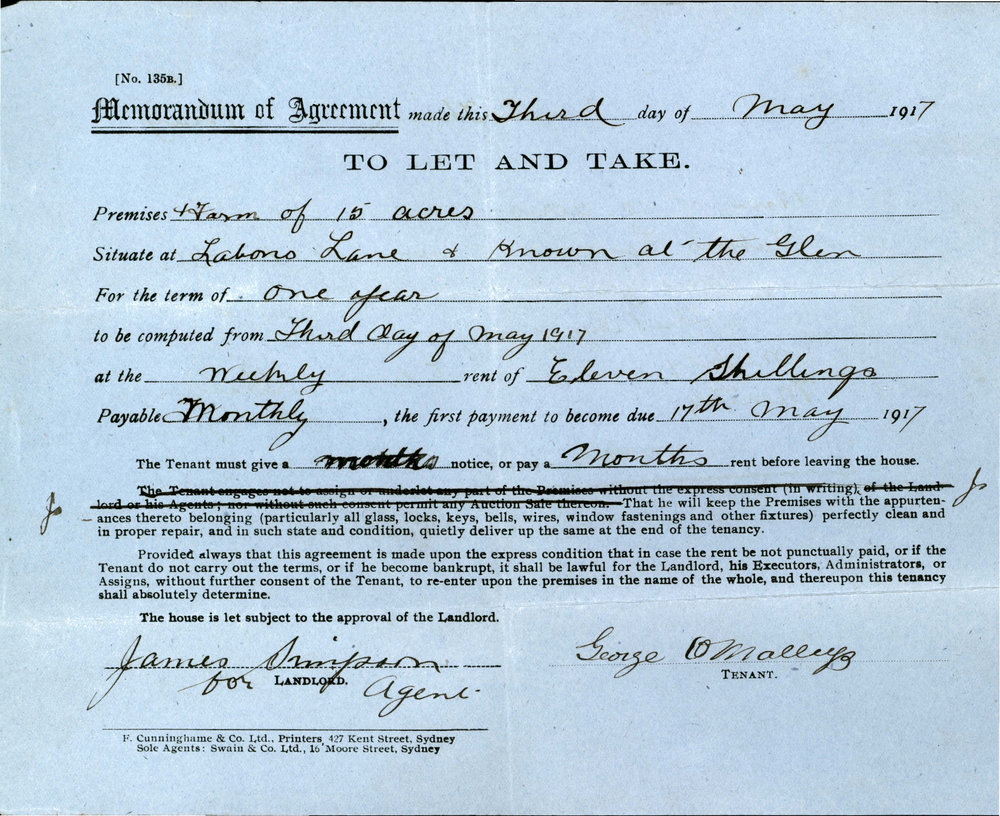 [No. 135B.]
Memorandum of Agreement made this Third day of May 1917
TO LET AND TAKE.
Premises Farm of 15 acres
Situate at Labons Lane & Known at the Glen
For the term of one year
to be computed from Third day of May 1917
at the Weekly rent of Eleven Shillings
Payable Monthly, the first payment to become due 17th May 1917
The Tenant must give a months notice, or pay a Months rent before leaving the house.
The Tenant engages not to assign or underlet any part of the Premises without the express consent (in writing) of the Land-
lord or his Agents; nor without such consent permit any Auction Sale thereon. That he will keep the Premises with the appurten-
ances thereto belonging (particularly all glass, locks, keys, bells, wires, window fastenings and other fixtures) perfectly clean and
in proper repair, and in such state and condition, quietly deliver up the same at the end of the tenancy.
Provided always that this agreement is made upon the express condition that in case the rent be not punctually paid, or if the
Tenant do not carry out the terms, or if he become bankrupt, it shall be lawful for the Landlord, his Executors, Administrators, or
Assigns, without further consent of the Tenant, to re-enter upon the premises in the name of the whole, and thereupon this tenancy
shall absolutely determine.
The house is let subject to the approval of the Landlord.
James Simpson
for LANDLORD. Agent
George O'Malleys
TENANT.
F. Cunninghame & Co. Ltd., Printers, 427 Kent Street, Sydney
Sole Agents: Swain & Co. Ltd., 16 Moore Street, Sydney